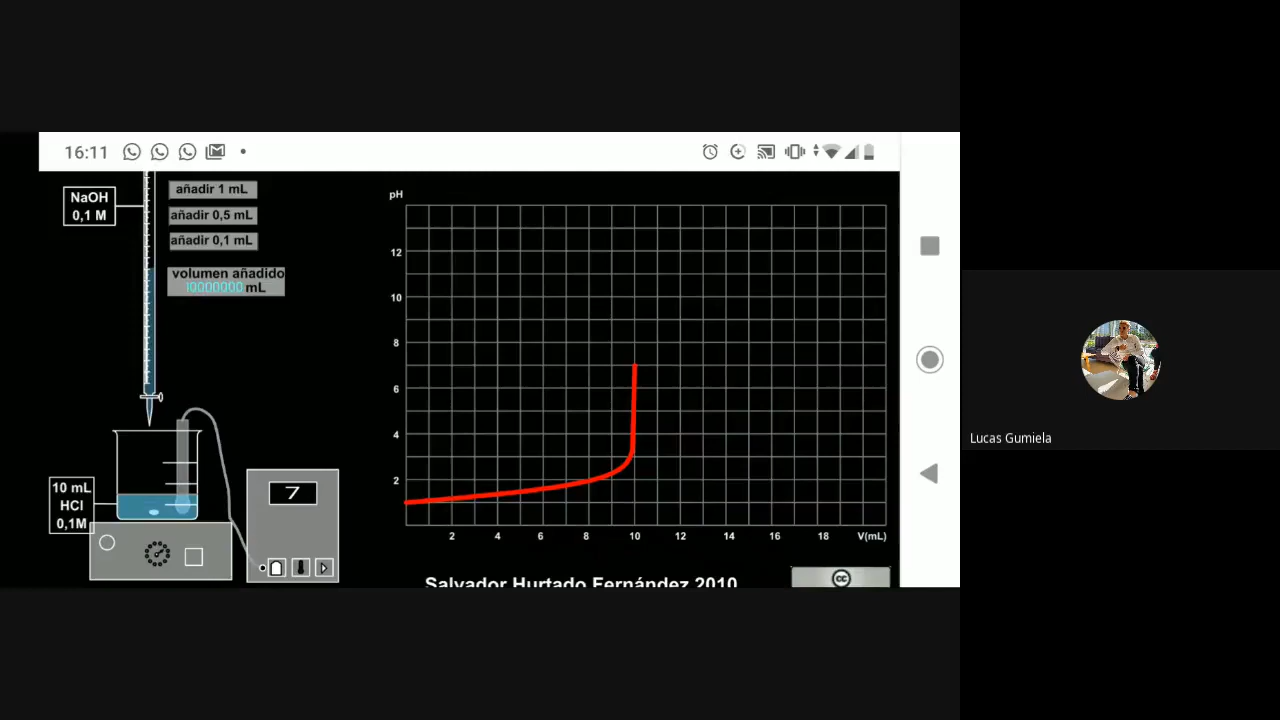 16:11
NaOH
0,1 M
añadir 1 mL
añadir 0,5 mL
añadir 0,1 mL
volumen añadido
10000000 mL
10 mL
HCl
0,1M
7
pH
12
10
8
6
4
2
2 4 6 8 10 12 14 16 18 V(mL)
Salvador Hurtado Fernández 2010
cc
Lucas Gumiela